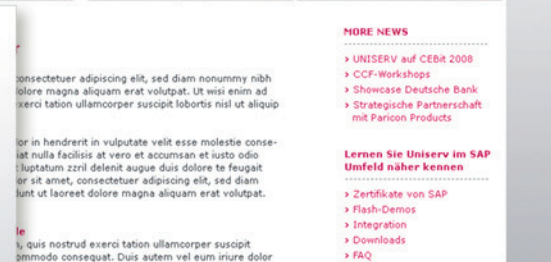 r
consectetuer adipiscing elit, sed diam nonummy nibh
dolore magna aliquam erat volutpat. Ut wisi enim ad
exerci tation ullamcorper suscipit lobortis nisl ut aliquip
or in hendrerit in vulputate velit esse molestie conse-
iat nulla facilisis at vero et accumsan et iusto odio
t luptatum zzril delenit augue duis dolore te feugait
or sit amet, consectetuer adipiscing elit, sed diam
dunt ut laoreet dolore magna aliquam erat volutpat.
le
n, quis nostrud exerci tation ullamcorper suscipit
ommodo consequat. Duis autem vel eum iriure dolor
MORE NEWS
› UNISERV auf CEBit 2008
› CCF-Workshops
› Showcase Deutsche Bank
› Strategische Partnerschaft
mit Paricon Products
Lernen Sie Uniserv im SAP
Umfeld näher kennen
› Zertifikate von SAP
› Flash-Demos
› Integration
› Downloads
› FAQ